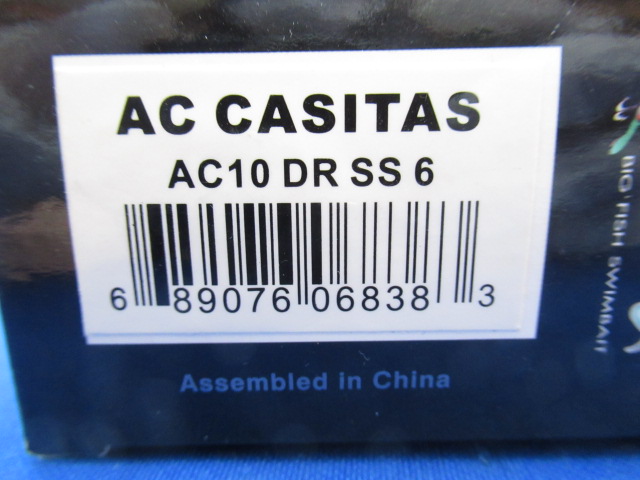 AC CASITAS
AC10 DR SS 6
6 89076 06838 3
Assembled in China
BIG FISH SWIMBAIT